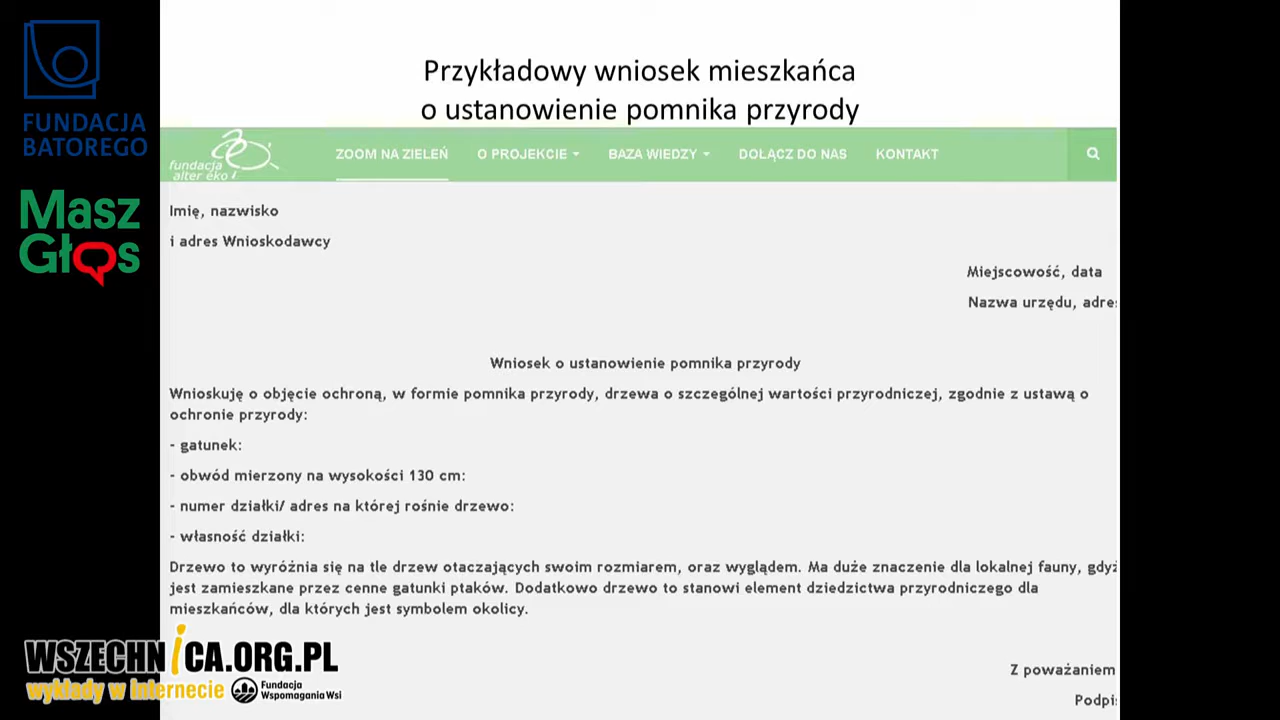 FUNDACJA
BATOREGO
Masz
Głos
Przykładowy wniosek mieszkańca
o ustanowienie pomnika przyrody
fundacja
alter eko
ZOOM NA ZIELEŃ O PROJEKCIE BAZA WIEDZY DOŁĄCZ DO NAS KONTAKT
Imię, nazwisko
i adres Wnioskodawcy
Miejscowość, data
Nazwa urzędu, adres
Wniosek o ustanowienie pomnika przyrody
Wnioskuję o objęcie ochroną, w formie pomnika przyrody, drzewa o szczególnej wartości przyrodniczej, zgodnie z ustawą o
ochronie przyrody:
- gatunek:
- obwód mierzony na wysokości 130 cm:
- numer działki/ adres na której rośnie drzewo:
- własność działki:
Drzewo to wyróżnia się na tle drzew otaczających swoim rozmiarem, oraz wyglądem. Ma duże znaczenie dla lokalnej fauny, gdyż
jest zamieszkane przez cenne gatunki ptaków. Dodatkowo drzewo to stanowi element dziedzictwa przyrodniczego dla
mieszkańców, dla których jest symbolem okolicy.
Z poważaniem
Podpis
WSZECHNICA.ORG.PL
wykłady w Internecie
Fundacja
Wspomagania Wsi